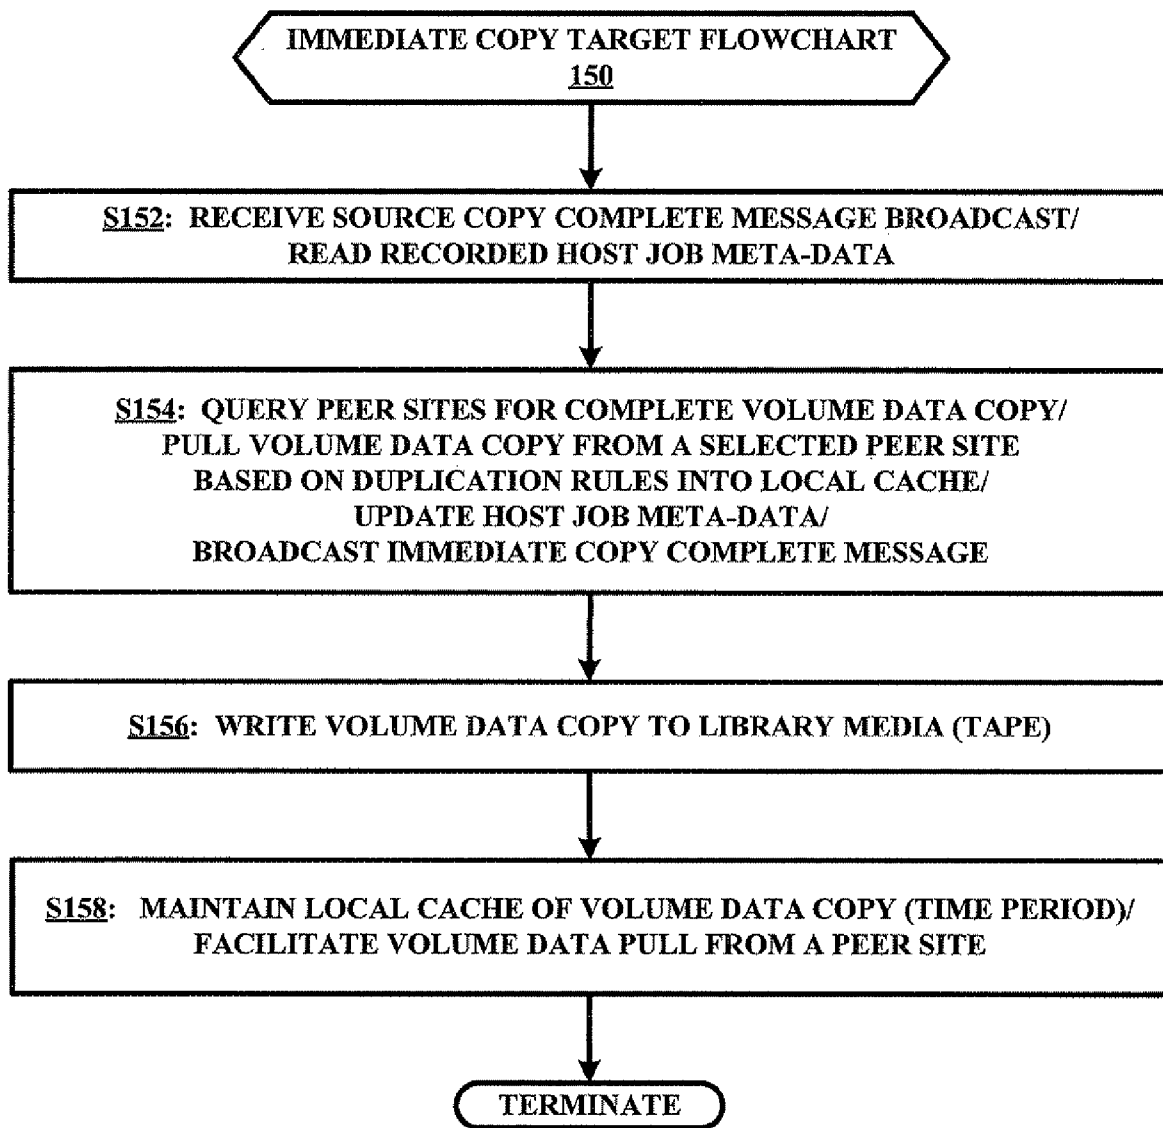 IMMEDIATE COPY TARGET FLOWCHART
150
S152: RECEIVE SOURCE COPY COMPLETE MESSAGE BROADCAST/
READ RECORDED HOST JOB META-DATA
S154: QUERY PEER SITES FOR COMPLETE VOLUME DATA COPY/
PULL VOLUME DATA COPY FROM A SELECTED PEER SITE
BASED ON DUPLICATION RULES INTO LOCAL CACHE/
UPDATE HOST JOB META-DATA/
BROADCAST IMMEDIATE COPY COMPLETE MESSAGE
S156: WRITE VOLUME DATA COPY TO LIBRARY MEDIA (TAPE)
S158: MAINTAIN LOCAL CACHE OF VOLUME DATA COPY (TIME PERIOD)/
FACILITATE VOLUME DATA PULL FROM A PEER SITE
TERMINATE